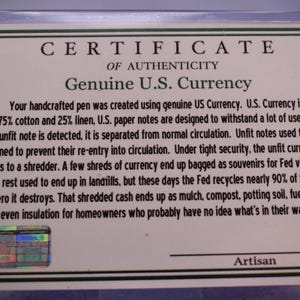 CERTIFICATE
OF AUTHENTICITY
Genuine U.S. Currency
Your handcrafted pen was created using genuine US Currency. U.S. Currency i
75% cotton and 25% linen, U.S. paper notes are designed to withstand a lot of use
unfit note is detected, it is separated from normal circulation. Unfit notes used t
ned to prevent their re-entry into circulation. Under tight security, the unfit curr
s to a shredder. A few shreds of currency end up bagged as souvenirs for Fed v
rest used to end up in landfills, but these days the Fed recycles nearly 90% of
ero it destroys. That shredded cash ends up as mulch, compost, potting soil, fue
even insulation for homeowners who probably have no idea what's in their wa
Artisan